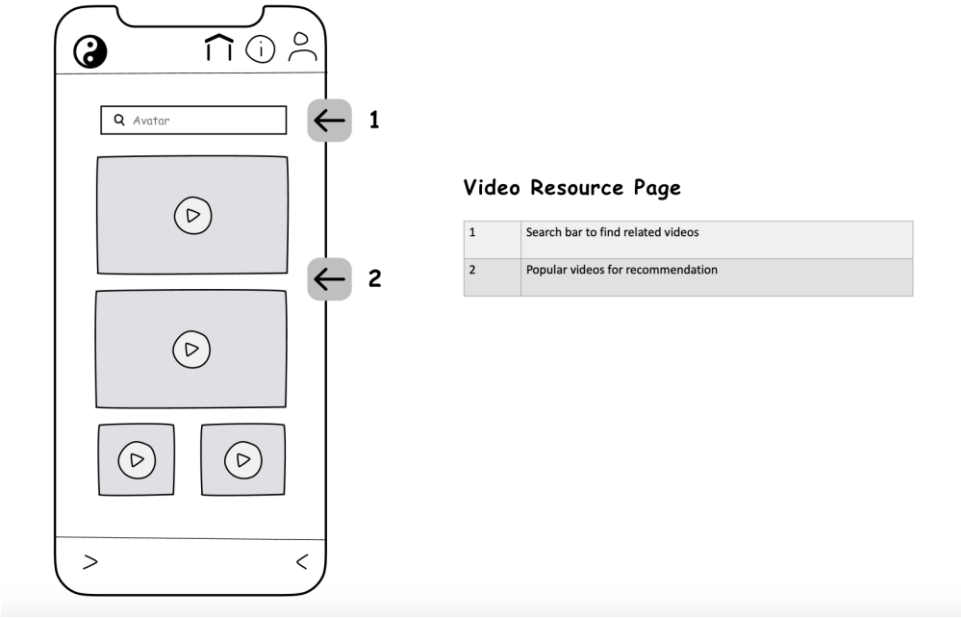 Avatar
1
2
Video Resource Page
1 Search bar to find related videos
2 Popular videos for recommendation